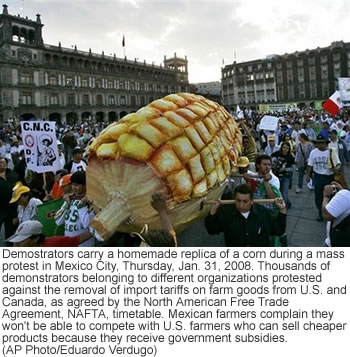 C.N.C.
Demostrators carry a homemade replica of a corn during a mass
protest in Mexico City, Thursday, Jan. 31, 2008. Thousands of
demonstrators belonging to different organizations protested
against the removal of import tariffs on farm goods from U.S. and
Canada, as agreed by the North American Free Trade
Agreement, NAFTA, timetable. Mexican farmers complain they
won't be able to compete with U.S. farmers who can sell cheaper
products because they receive government subsidies.
(AP Photo/Eduardo Verdugo)